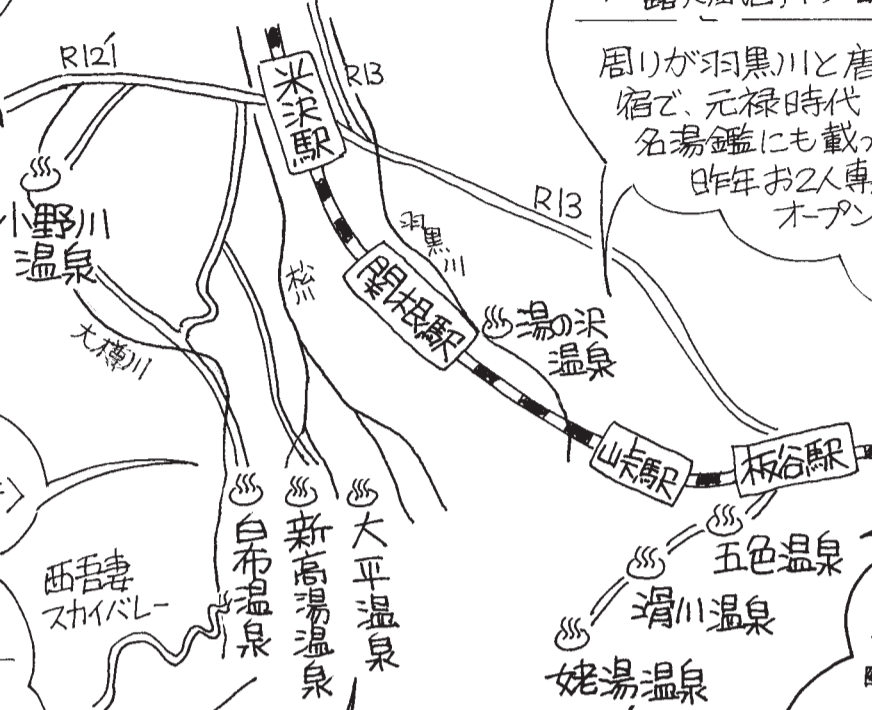 R121
R13
米沢駅
周りが羽黒川と
宿で、元禄時代
名湯鑑にも載っ
昨年お2人専
オープン
R13
小野川
温泉
松川
羽黒川
関根駅
湯の沢
温泉
大樽川
峠駅
板谷駅
白布温泉
新高湯温泉
大平温泉
五色温泉
滑川温泉
姥湯温泉
西吾妻
スカイバレー